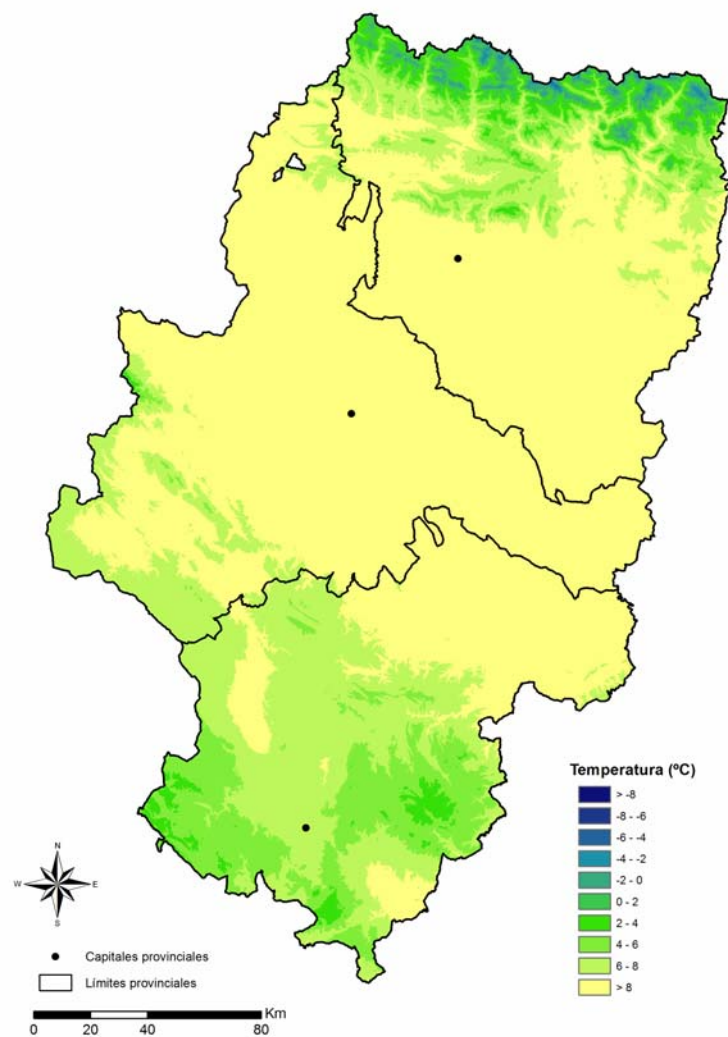 Temperatura (ºC)
> -8
-8 - -6
-6 - -4
-4 - -2
-2 - 0
0 - 2
2 - 4
4 - 6
6 - 8
> 8
N
W E
S
Capitales provinciales
Límites provinciales
Km
0 20 40 80